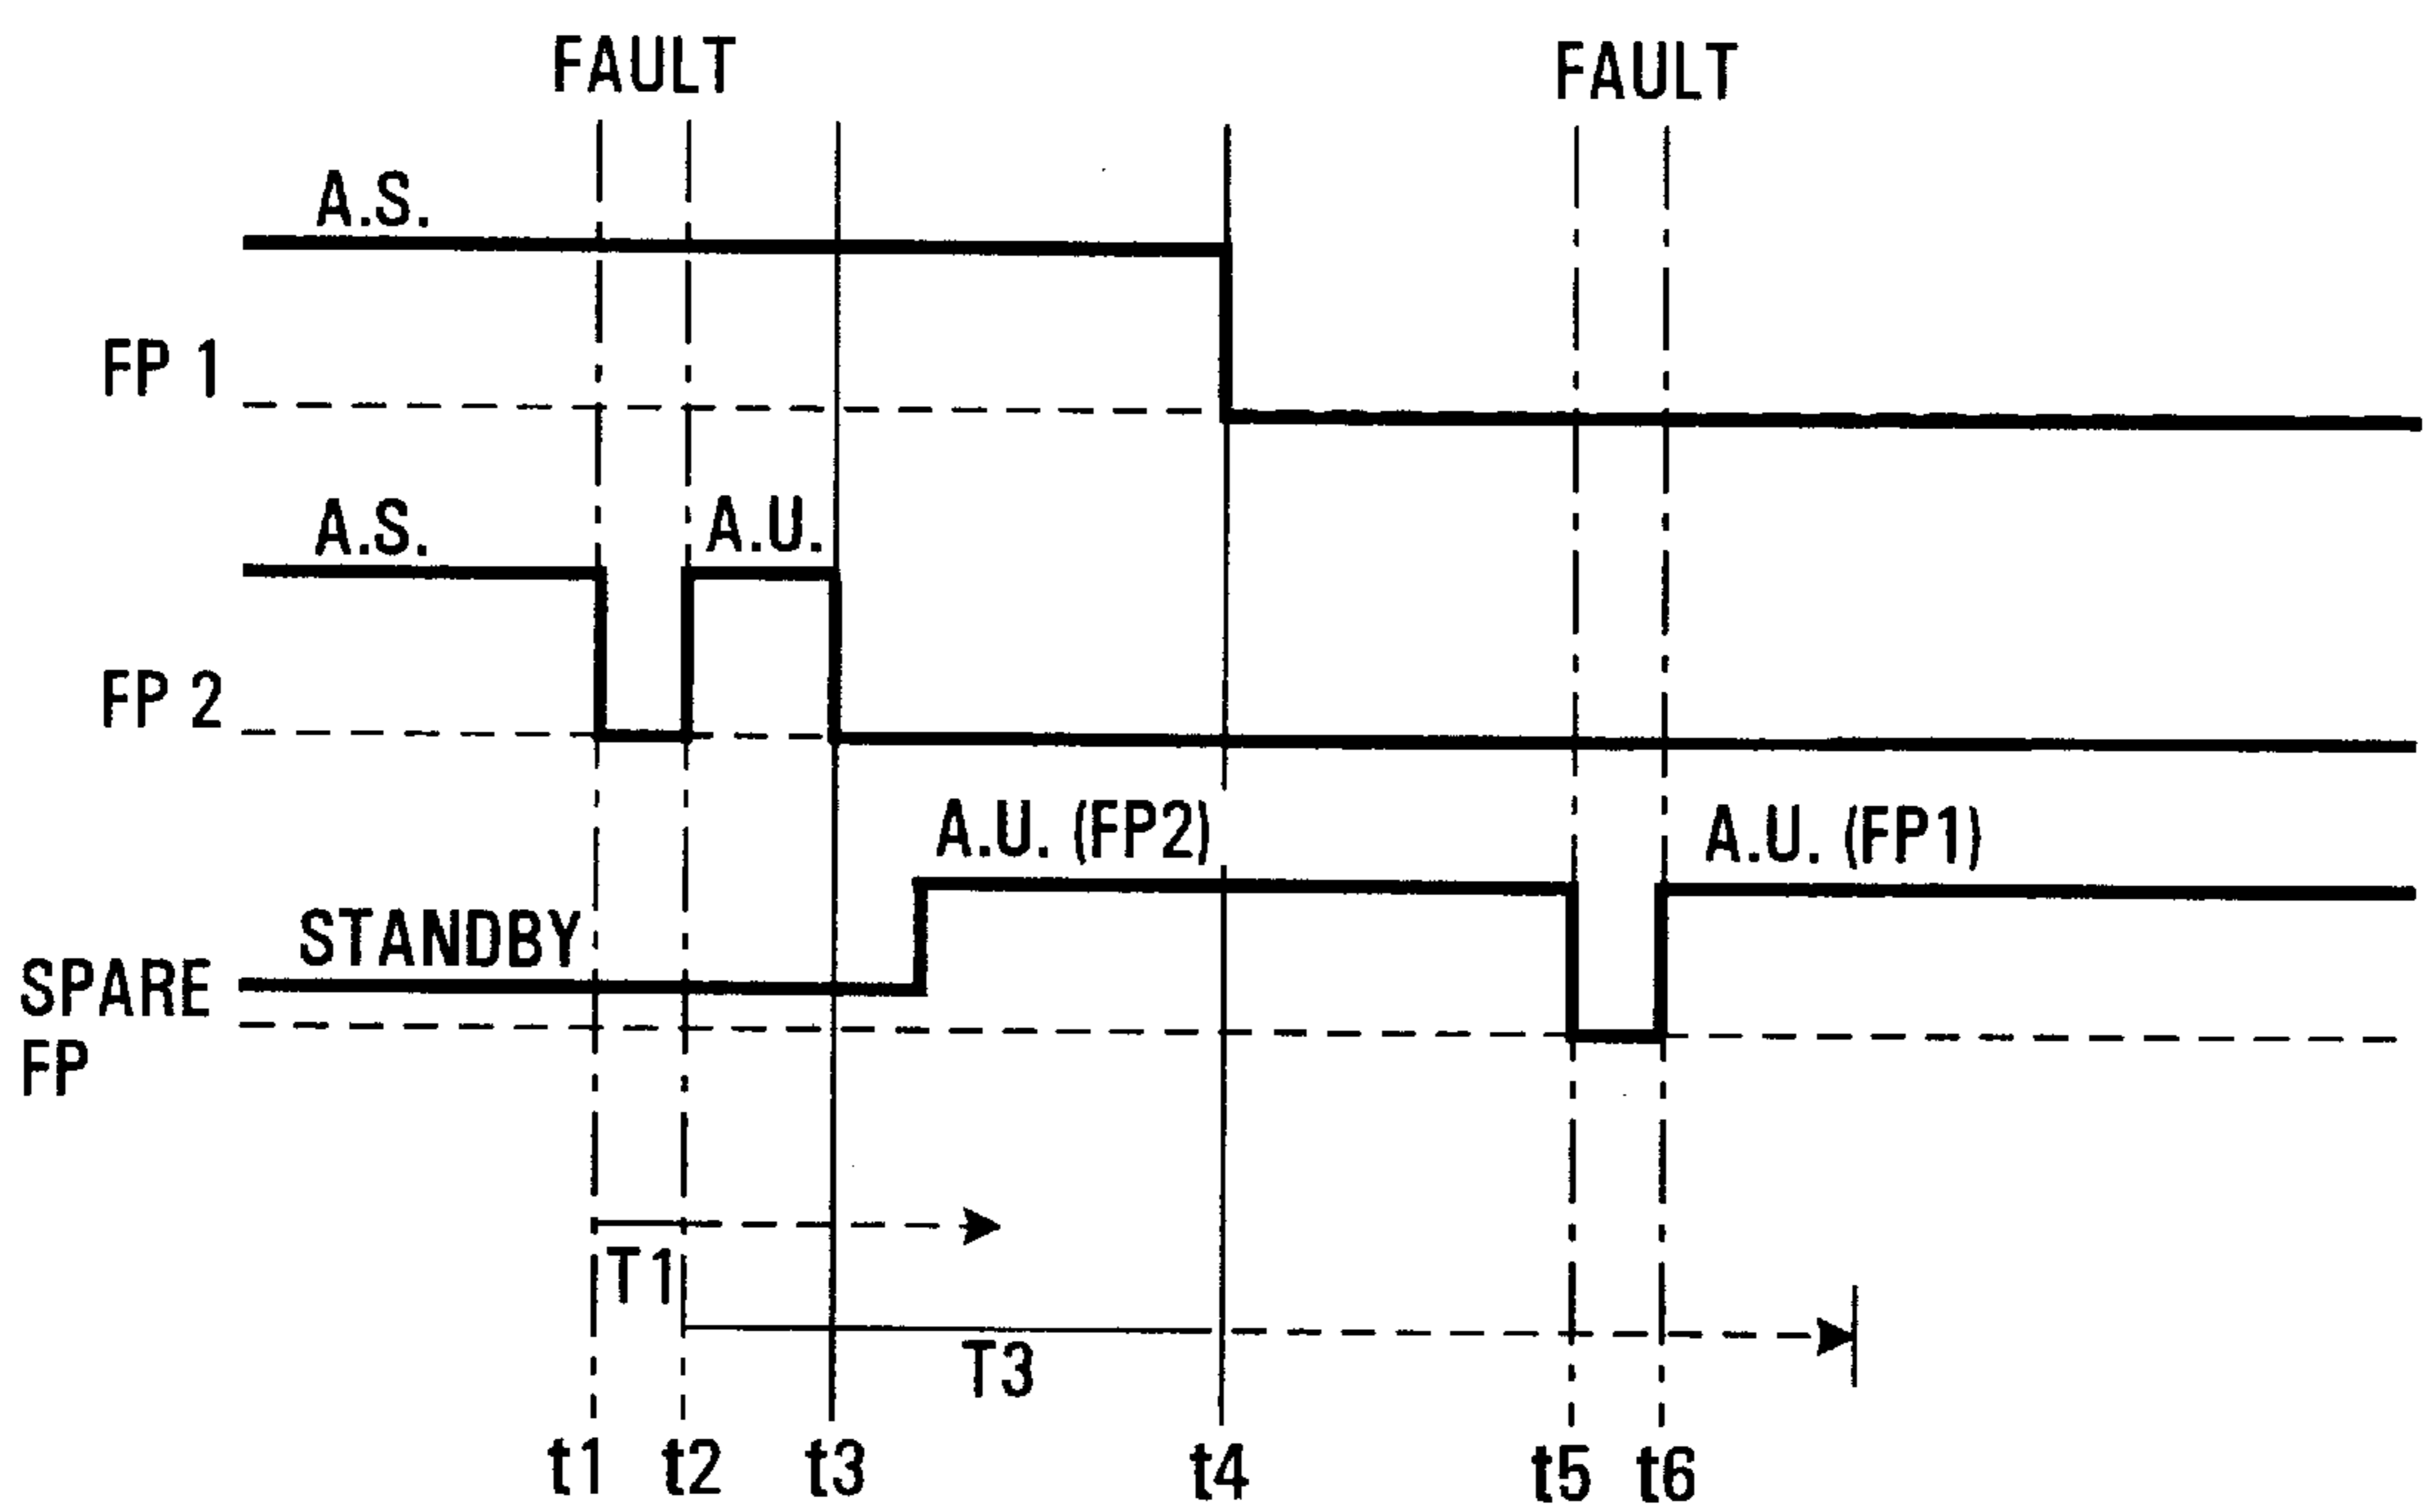 FAULT FAULT
A.S.
FP 1
A.S. A.U.
FP 2
A.U. (FP2) A.U. (FP1)
STANDBY
SPARE
FP
T1
T3
t1 t2 t3 t4 t5 t6